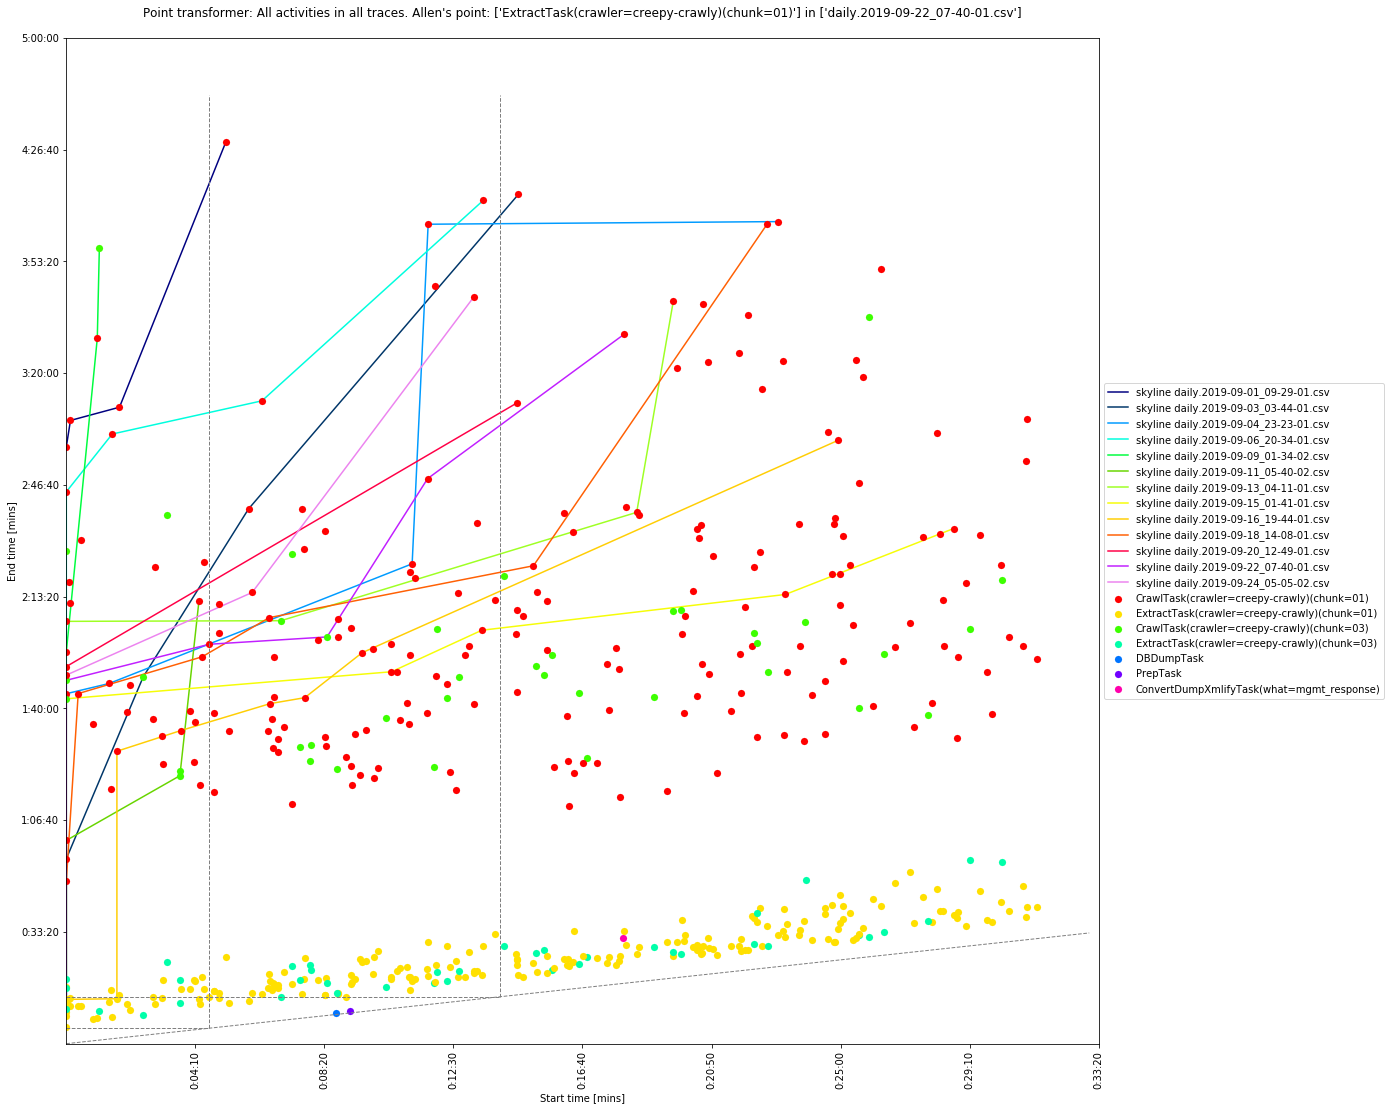 Point transformer: All activities in all traces. Allen's point: ['ExtractTask(crawler=creepy-crawly)(chunk=01)'] in ['daily.2019-09-22_07-40-01.csv']
5:00:00
4:26:40
3:53:20
3:20:00
2:46:40
2:13:20
1:40:00
1:06:40
0:33:20
End time [mins]
0:04:10
0:08:20
0:12:30
0:16:40
0:20:50
0:25:00
0:29:10
0:33:20
Start time [mins]
skyline daily.2019-09-01_09-29-01.csv
skyline daily.2019-09-03_03-44-01.csv
skyline daily.2019-09-04_23-23-01.csv
skyline daily.2019-09-06_20-34-01.csv
skyline daily.2019-09-09_01-34-02.csv
skyline daily.2019-09-11_05-40-02.csv
skyline daily.2019-09-13_04-11-01.csv
skyline daily.2019-09-15_01-41-01.csv
skyline daily.2019-09-16_19-44-01.csv
skyline daily.2019-09-18_14-08-01.csv
skyline daily.2019-09-20_12-49-01.csv
skyline daily.2019-09-22_07-40-01.csv
skyline daily.2019-09-24_05-05-02.csv
CrawlTask(crawler=creepy-crawly)(chunk=01)
ExtractTask(crawler=creepy-crawly)(chunk=01)
CrawlTask(crawler=creepy-crawly)(chunk=03)
ExtractTask(crawler=creepy-crawly)(chunk=03)
DBDumpTask
PrepTask
ConvertDumpXmlifyTask(what=mgmt_response)